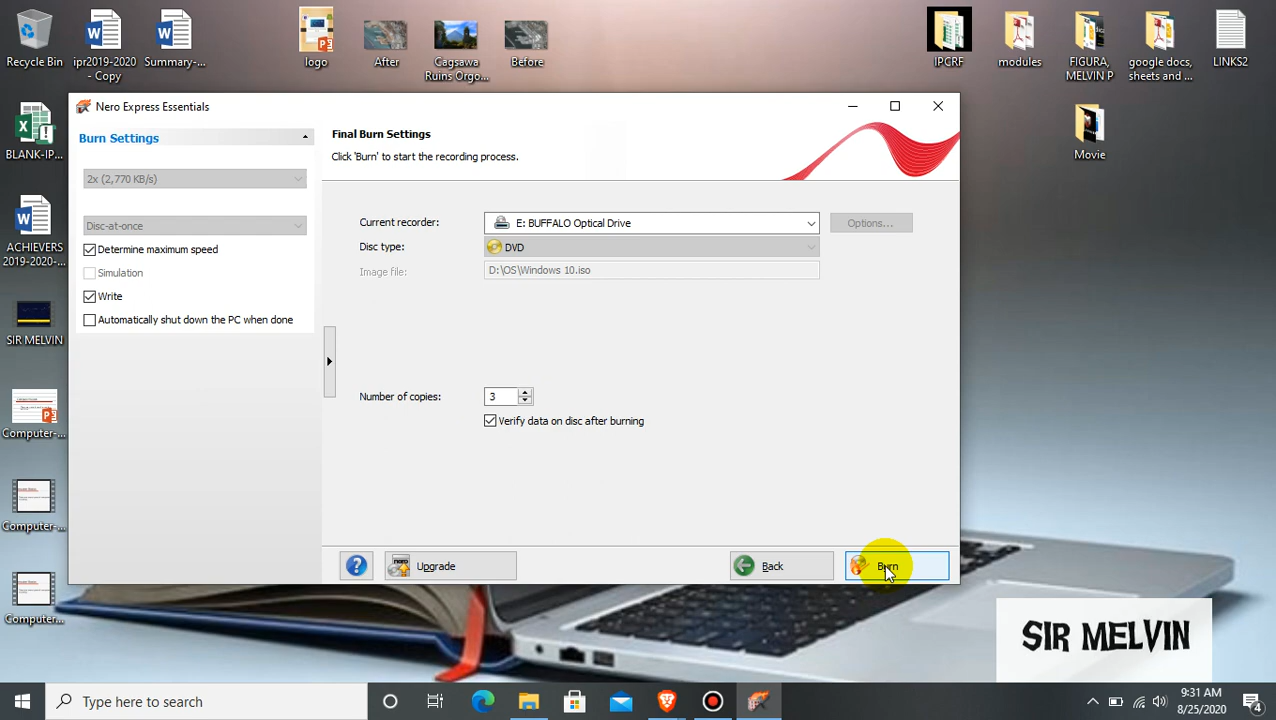 Recycle Bin
ipr2019-2020
- Copy
Summary-...
logo
After
Cagsawa
Ruins Orgo...
Before
IPCRF
modules
FIGURA,
MELVIN P
google docs,
sheets and ...
LINKS2
BLANK-IP...
Movie
ACHIEVERS
2019-2020-...
SIR MELVIN
Computer-...
Computer-...
Computer...
Nero Express Essentials
Burn Settings
2x (2,770 KB/s)
Disc-at-once
Determine maximum speed
Simulation
Write
Automatically shut down the PC when done
Final Burn Settings
Click 'Burn' to start the recording process.
Current recorder:
E: BUFFALO Optical Drive
Options...
Disc type:
DVD
Image file:
D:\OS\Windows 10.iso
Number of copies:
3
Verify data on disc after burning
?
nero
Upgrade
Back
Burn
SIR MELVIN
Type here to search
9:31 AM
8/25/2020
4